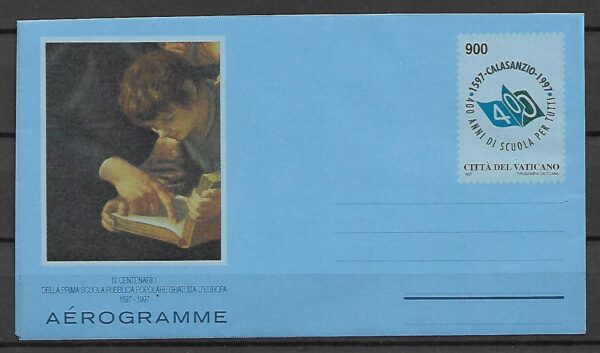 900
1597-CALASANZIO-1997
400 ANNI DI SCUOLA PER TUTTI
400
CITTÀ DEL VATICANO
1997 TIPOGRAFIA VATICANA
IV CENTENARIO
DELLA PRIMA SCUOLA PUBBLICA POPOLARE GRATUITA D'EUROPA
1597 - 1997
AÉROGRAMME